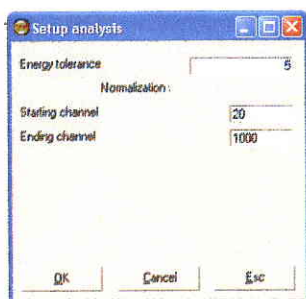 Setup analysis
Energy tolerance 5
Normalization :
Starting channel 20
Ending channel 1000
OK Cancel Esc